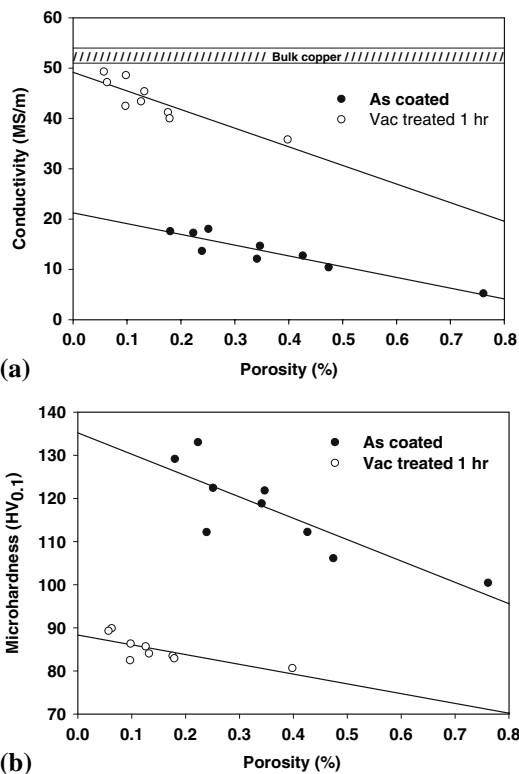 60
50
40
30
20
10
0
Conductivity (MS/m)
Bulk copper
As coated
Vac treated 1 hr
0.0 0.1 0.2 0.3 0.4 0.5 0.6 0.7 0.8
Porosity (%)
(a)
140
130
120
110
100
90
80
70
Microhardness (HV0.1)
As coated
Vac treated 1 hr
0.0 0.1 0.2 0.3 0.4 0.5 0.6 0.7 0.8
Porosity (%)
(b)